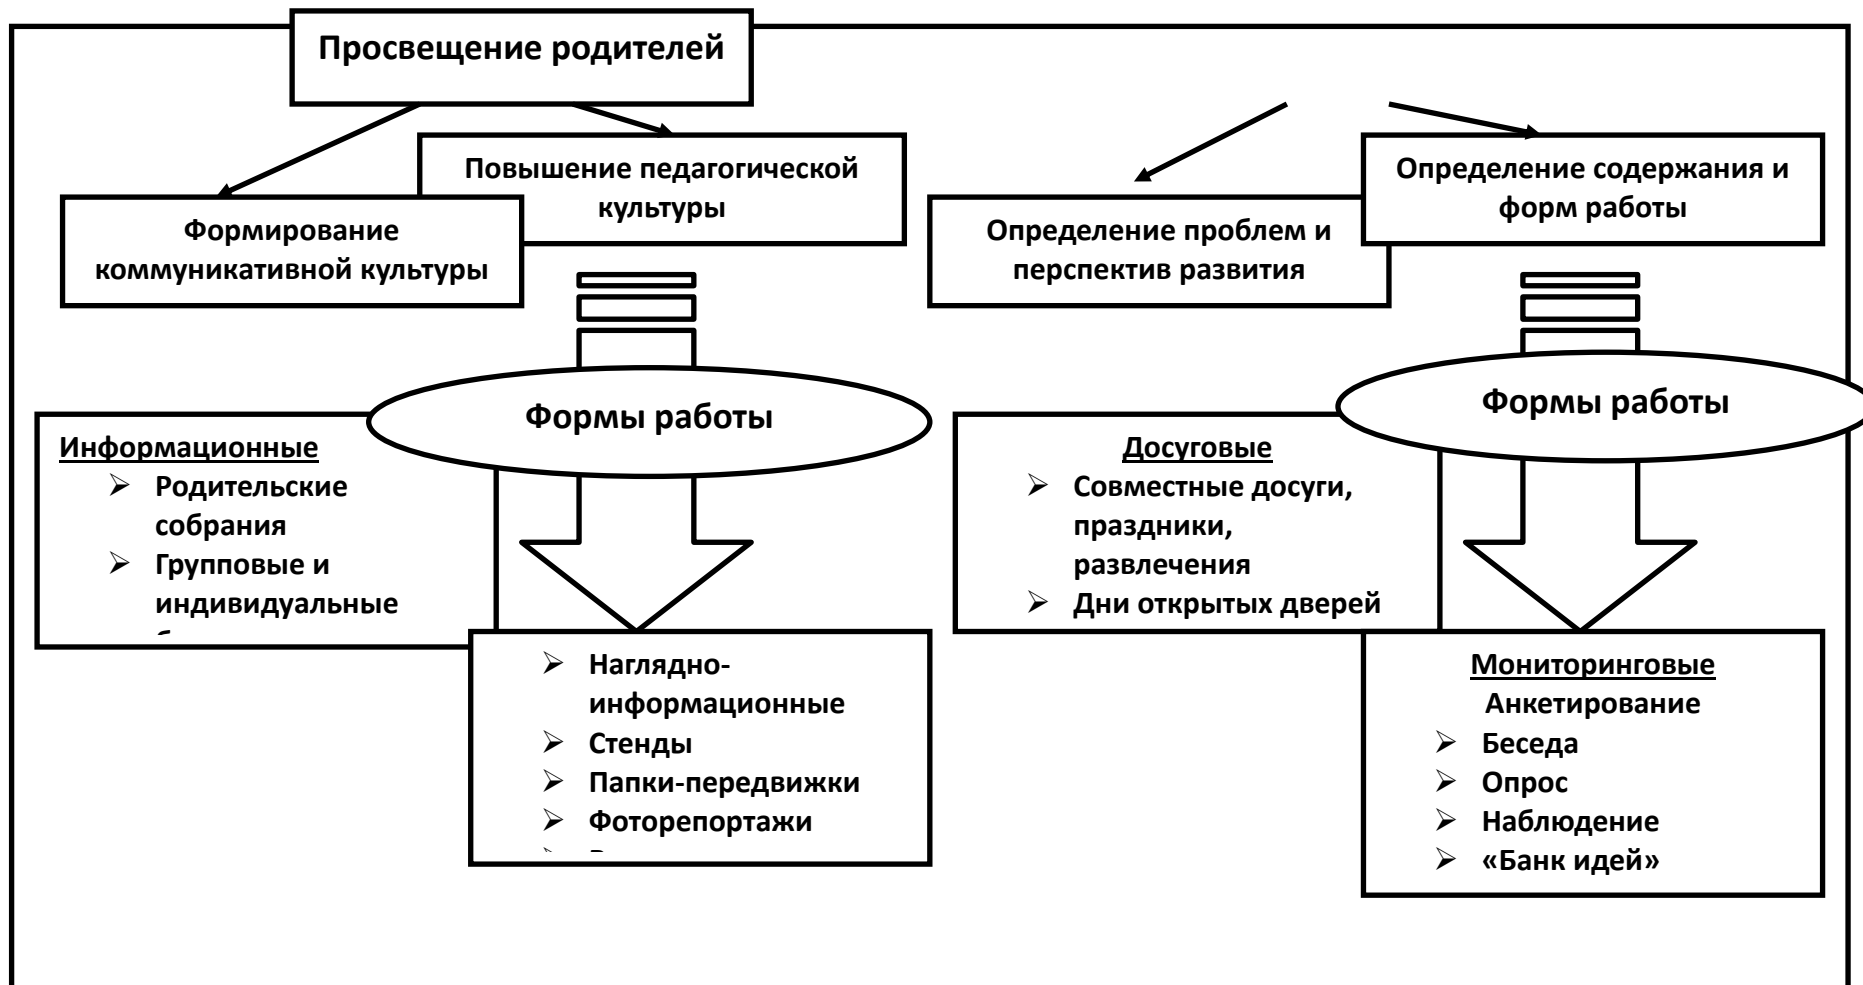 Просвещение родителей
Повышение педагогической
культуры
Формирование
коммуникативной культуры
Определение содержания и
форм работы
Определение проблем и
перспектив развития
Формы работы
Формы работы
Информационные
Родительские
собрания
Групповые и
индивидуальные
Наглядно-
информационные
Стенды
Папки-передвижки
Фоторепортажи
Досуговые
Совместные досуги,
праздники,
развлечения
Дни открытых дверей
Мониторинговые
Анкетирование
Беседа
Опрос
Наблюдение
«Банк идей»